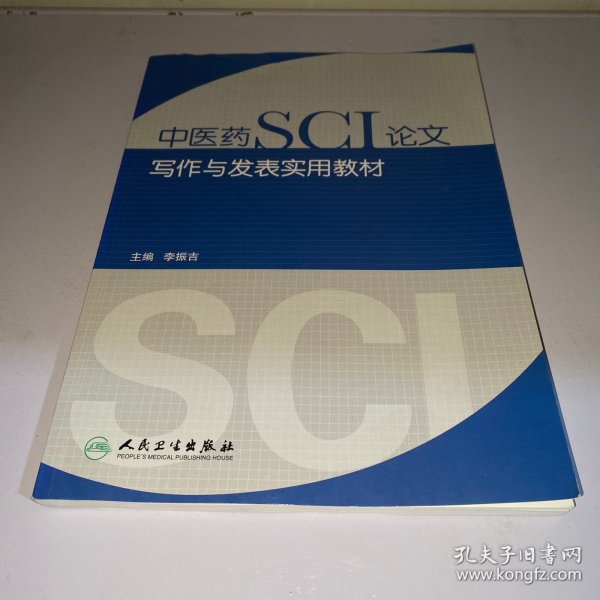 中医药SCI论文
写作与发表实用教材
主编 李振吉
SCI
人民卫生出版社
PEOPLE'S MEDICAL PUBLISHING HOUSE
孔夫子旧书网
www.kongfz.com